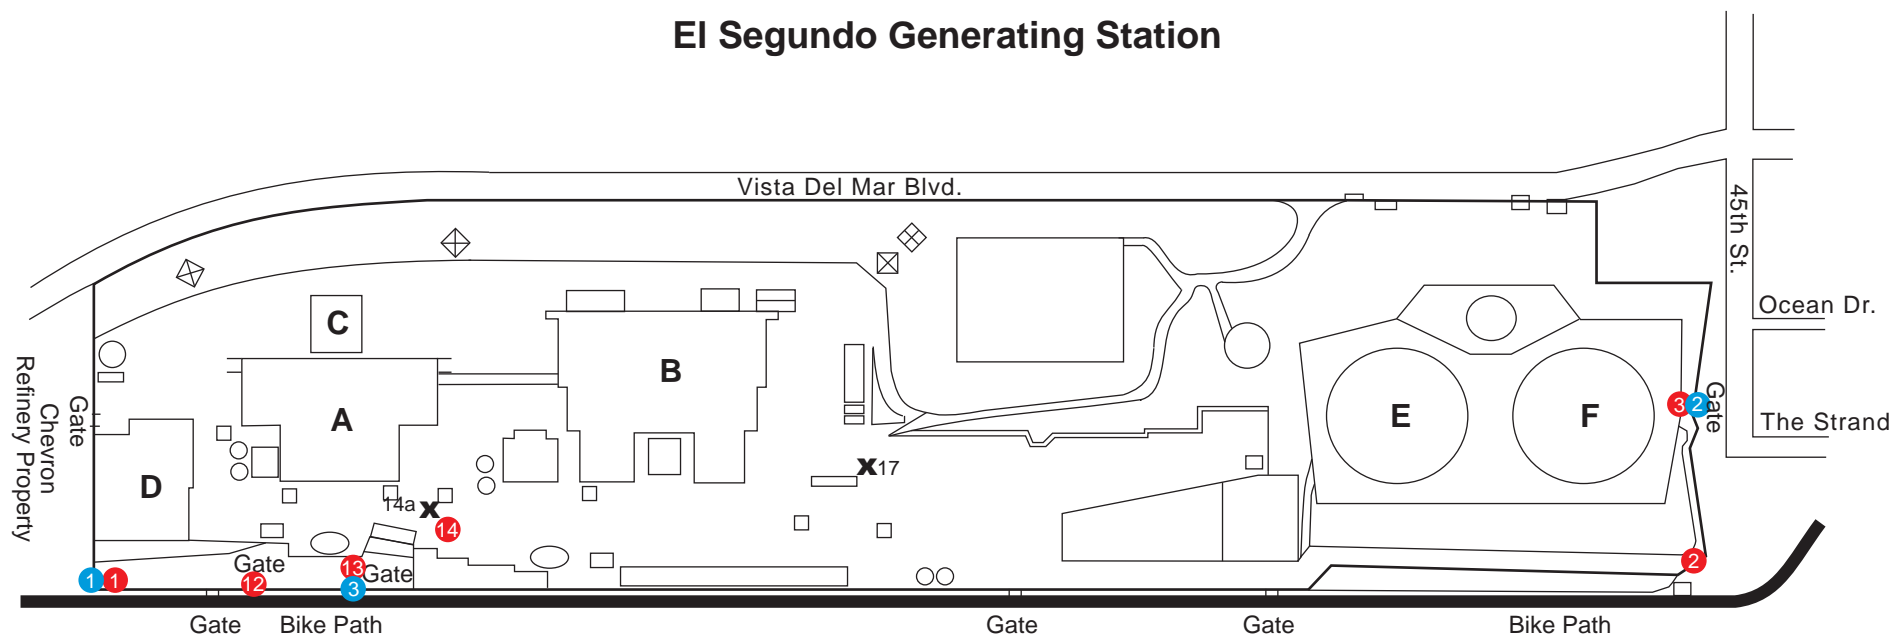 El Segundo Generating Station
Vista Del Mar Blvd.
45th St.
Ocean Dr.
The Strand
Gate
Chevron
Refinery Property
Gate
C
B
A
D
E
F
3
2
Gate
17
14a
14
2
1
1
Gate
12
13
Gate
3
Gate
Bike Path
Gate
Gate
Bike Path